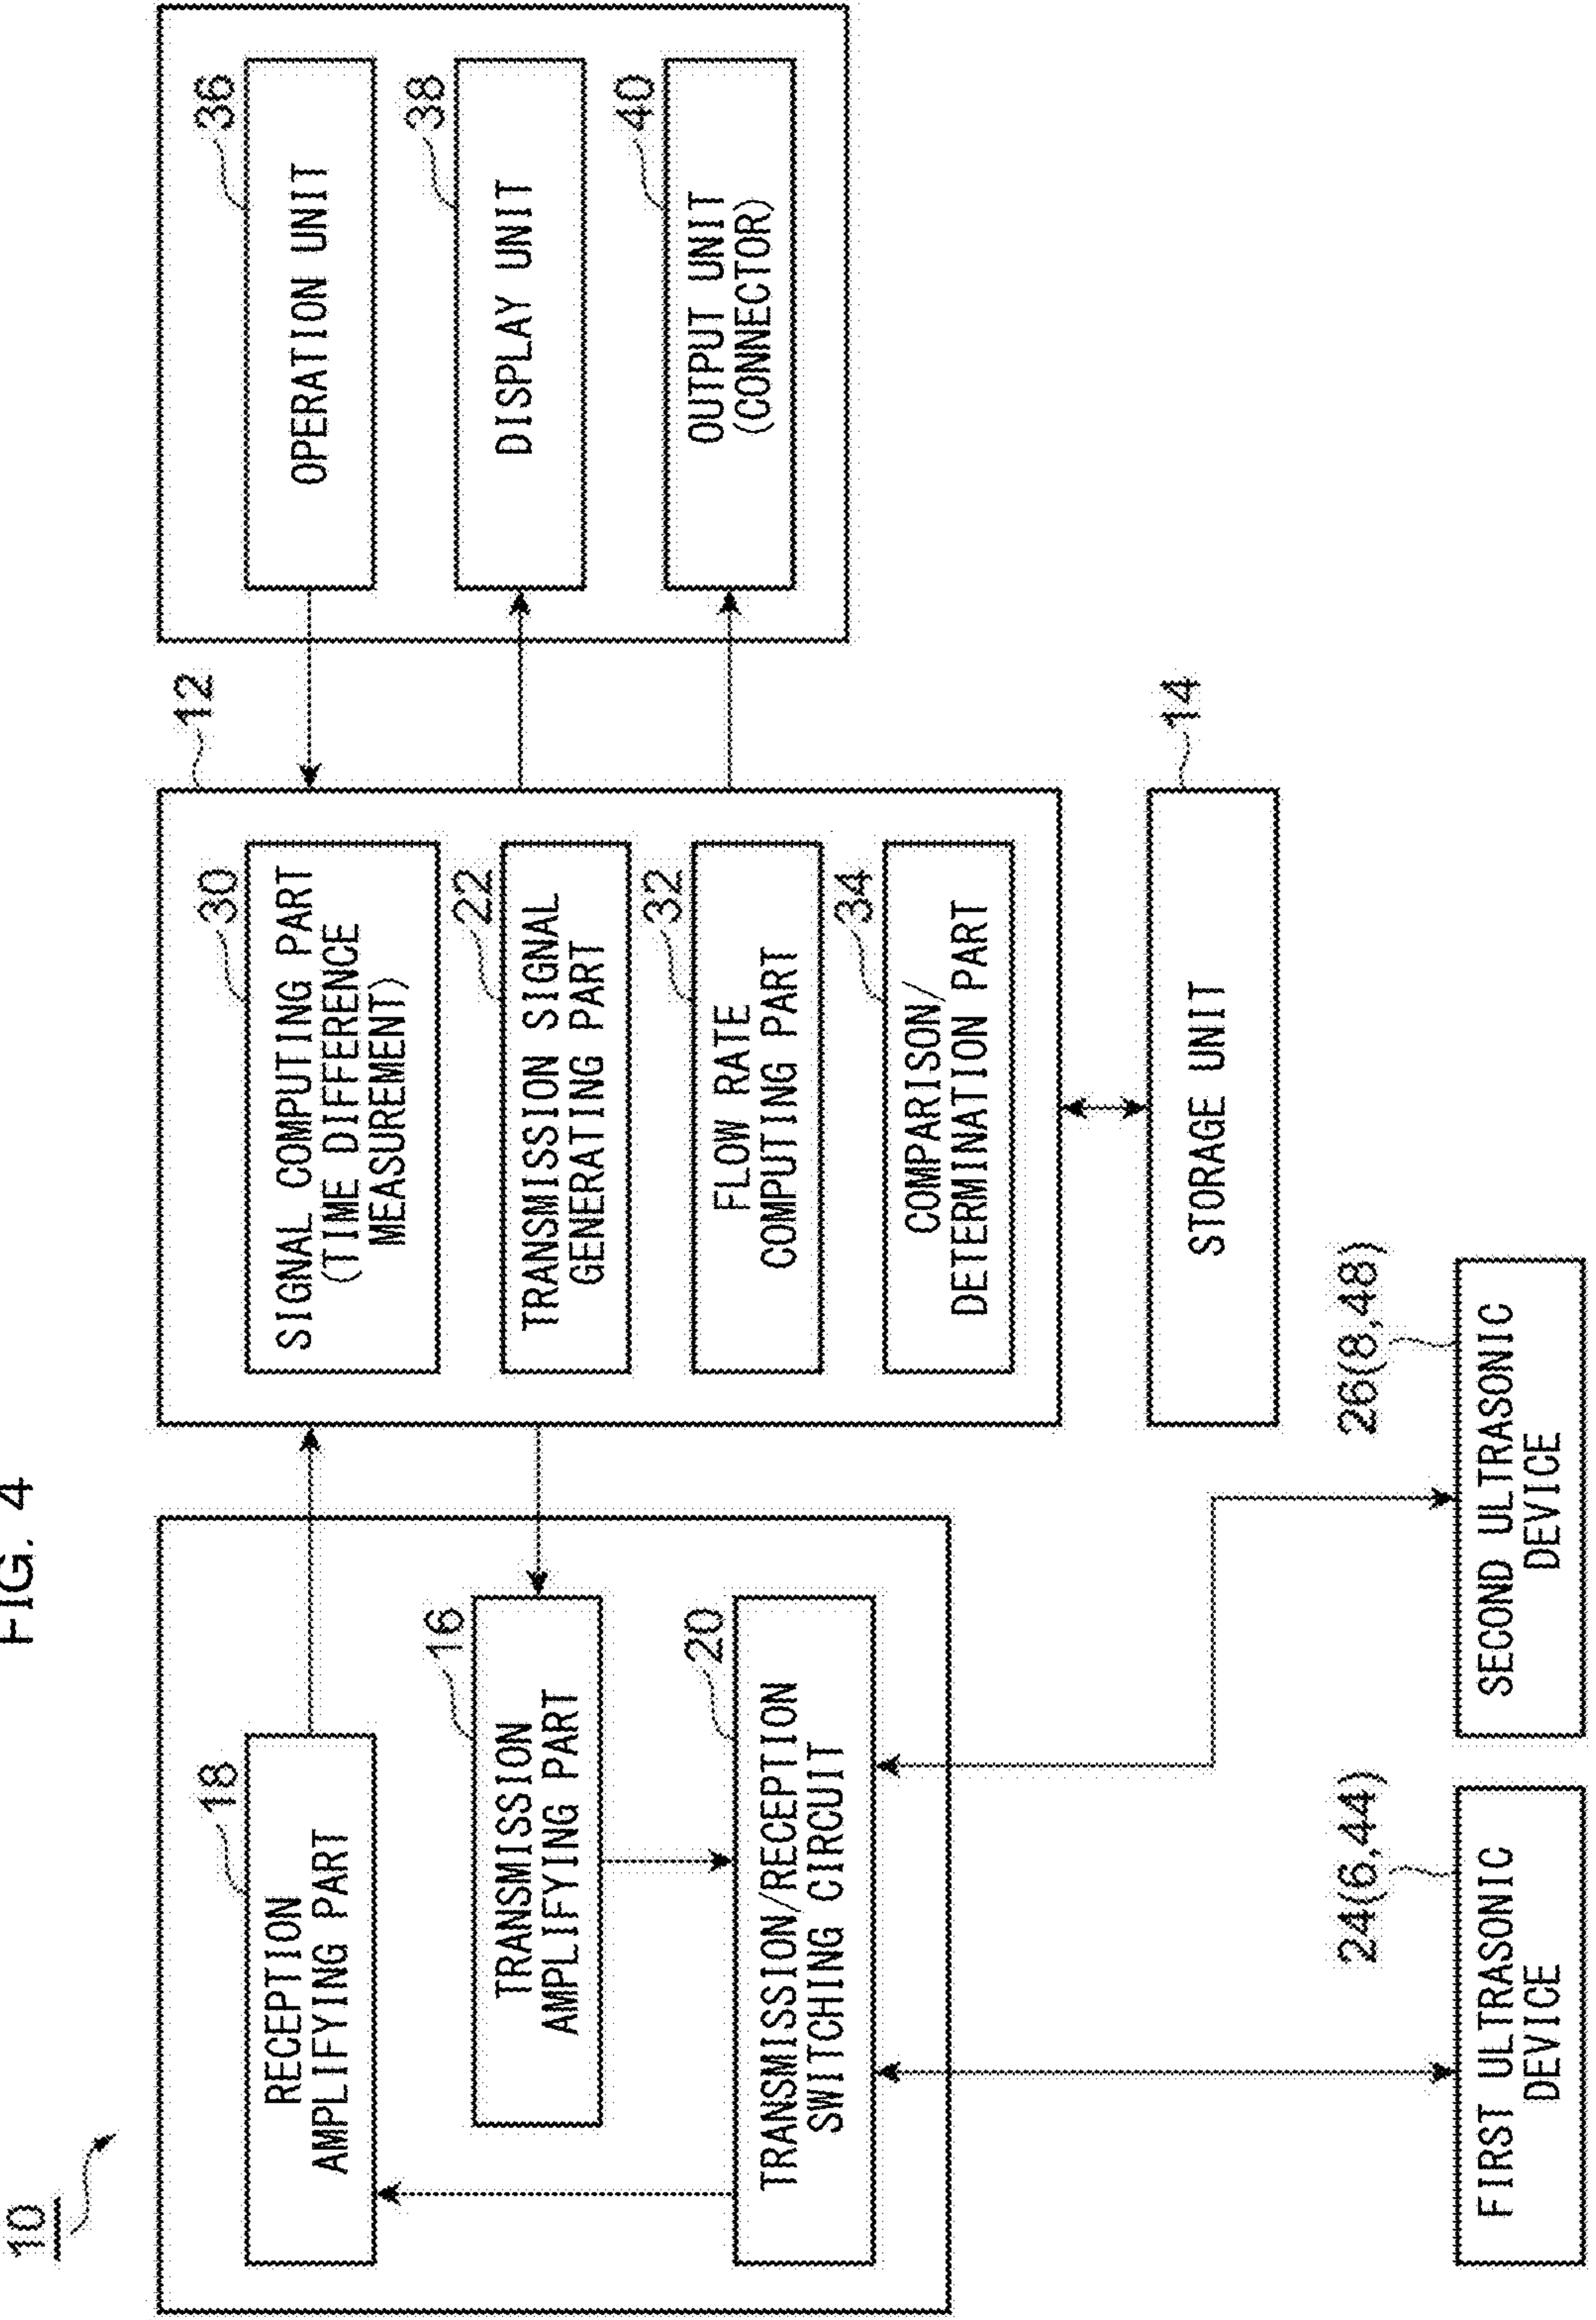 FIG. 4
10
18
RECEPTION
AMPLIFYING PART
16
TRANSMISSION
AMPLIFYING PART
20
TRANSMISSION/RECEPTION
SWITCHING CIRCUIT
12
30
SIGNAL COMPUTING PART
(TIME DIFFERENCE
MEASUREMENT)
22
TRANSMISSION SIGNAL
GENERATING PART
32
FLOW RATE
COMPUTING PART
34
COMPARISON/
DETERMINATION PART
14
STORAGE UNIT
36
OPERATION UNIT
38
DISPLAY UNIT
40
OUTPUT UNIT
(CONNECTOR)
24(6,44)
FIRST ULTRASONIC
DEVICE
26(8,48)
SECOND ULTRASONIC
DEVICE